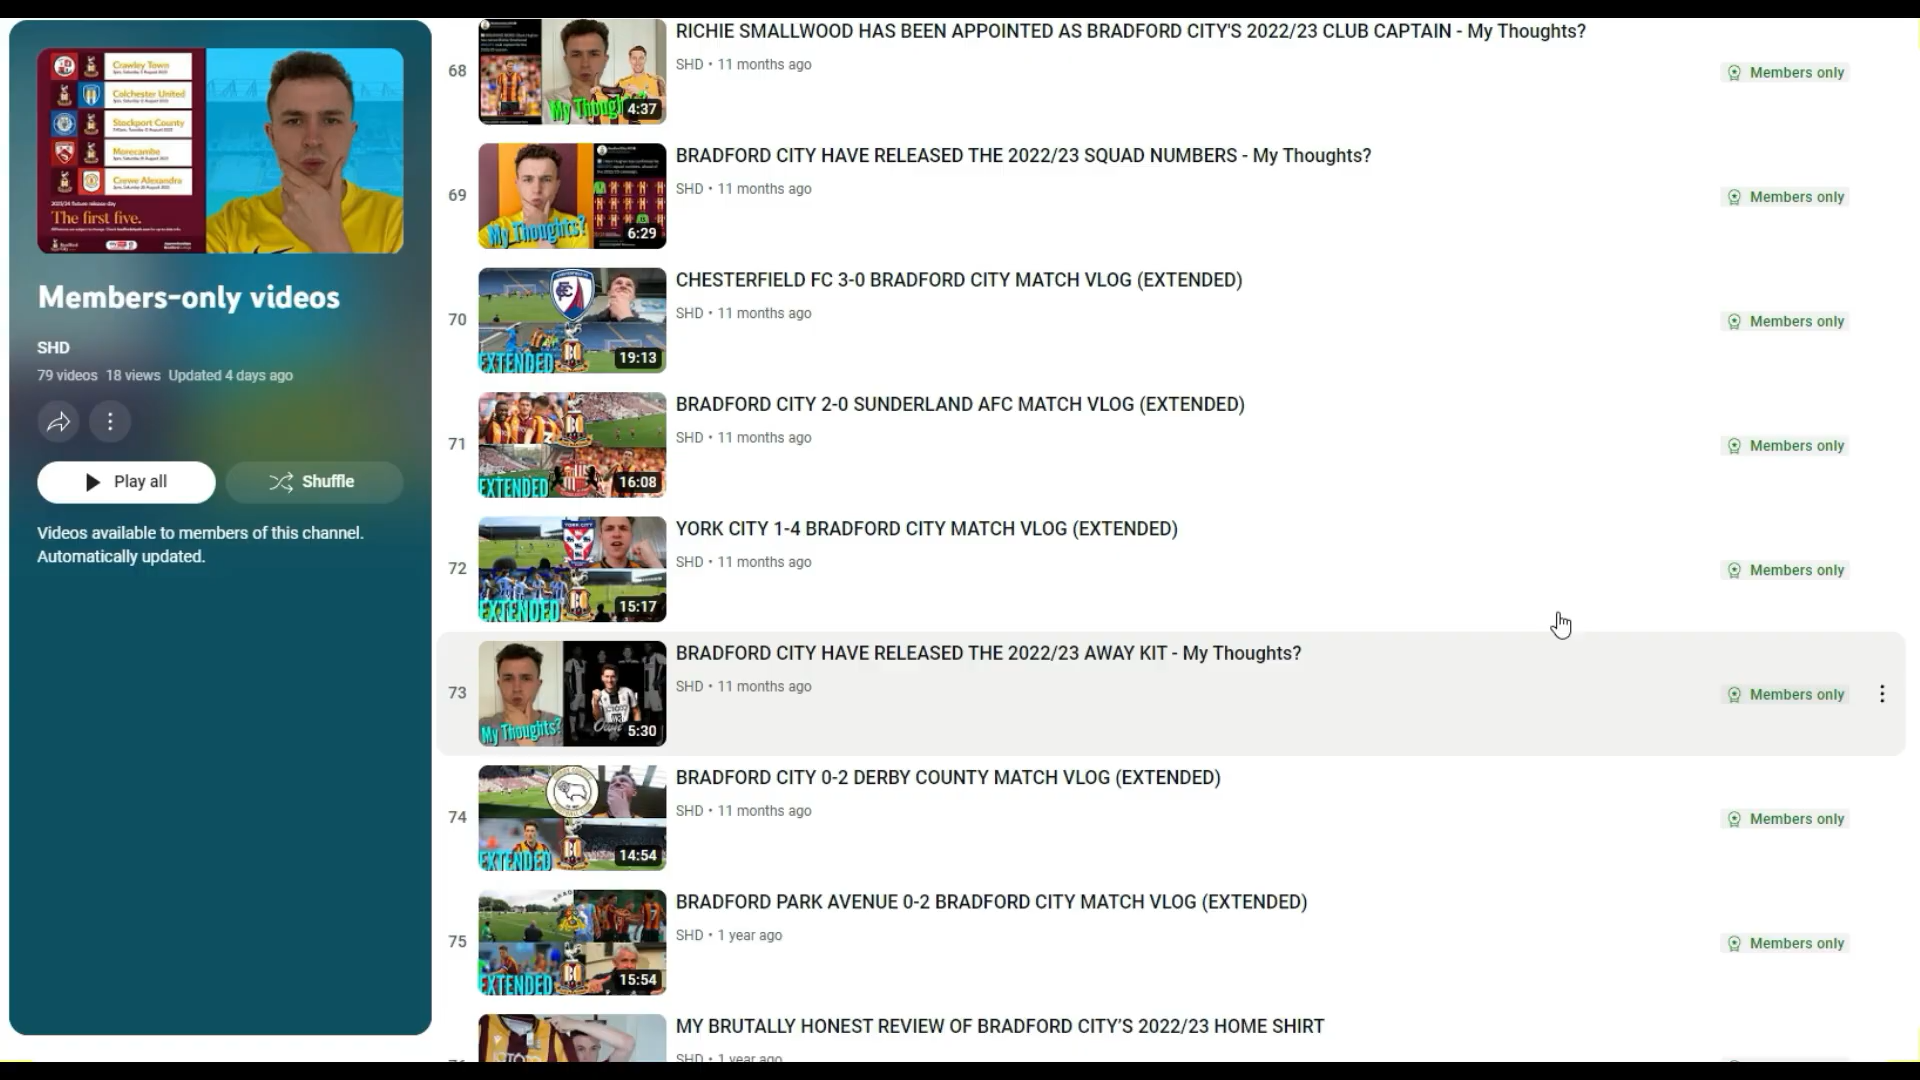 Crawley Town
Colchester United
Stockport County
Morecambe
Crewe Alexandra
The first five.
Members-only videos
SHD
79 videos 18 views Updated 4 days ago
Play all
Shuffle
Videos available to members of this channel.
Automatically updated.
68
My Though
4:37
RICHIE SMALLWOOD HAS BEEN APPOINTED AS BRADFORD CITY'S 2022/23 CLUB CAPTAIN - My Thoughts?
SHD • 11 months ago
Members only
69
My Thoughts?
6:29
BRADFORD CITY HAVE RELEASED THE 2022/23 SQUAD NUMBERS - My Thoughts?
SHD • 11 months ago
Members only
70
EXTENDED
19:13
CHESTERFIELD FC 3-0 BRADFORD CITY MATCH VLOG (EXTENDED)
SHD • 11 months ago
Members only
71
EXTENDED
16:08
BRADFORD CITY 2-0 SUNDERLAND AFC MATCH VLOG (EXTENDED)
SHD • 11 months ago
Members only
72
YORK CITY
EXTENDED
15:17
YORK CITY 1-4 BRADFORD CITY MATCH VLOG (EXTENDED)
SHD • 11 months ago
Members only
73
My Thoughts?
5:30
BRADFORD CITY HAVE RELEASED THE 2022/23 AWAY KIT - My Thoughts?
SHD • 11 months ago
Members only
74
EXTENDED
14:54
BRADFORD CITY 0-2 DERBY COUNTY MATCH VLOG (EXTENDED)
SHD • 11 months ago
Members only
75
EXTENDED
15:54
BRADFORD PARK AVENUE 0-2 BRADFORD CITY MATCH VLOG (EXTENDED)
SHD • 1 year ago
Members only
MY BRUTALLY HONEST REVIEW OF BRADFORD CITY'S 2022/23 HOME SHIRT
SHD • 1 year ago